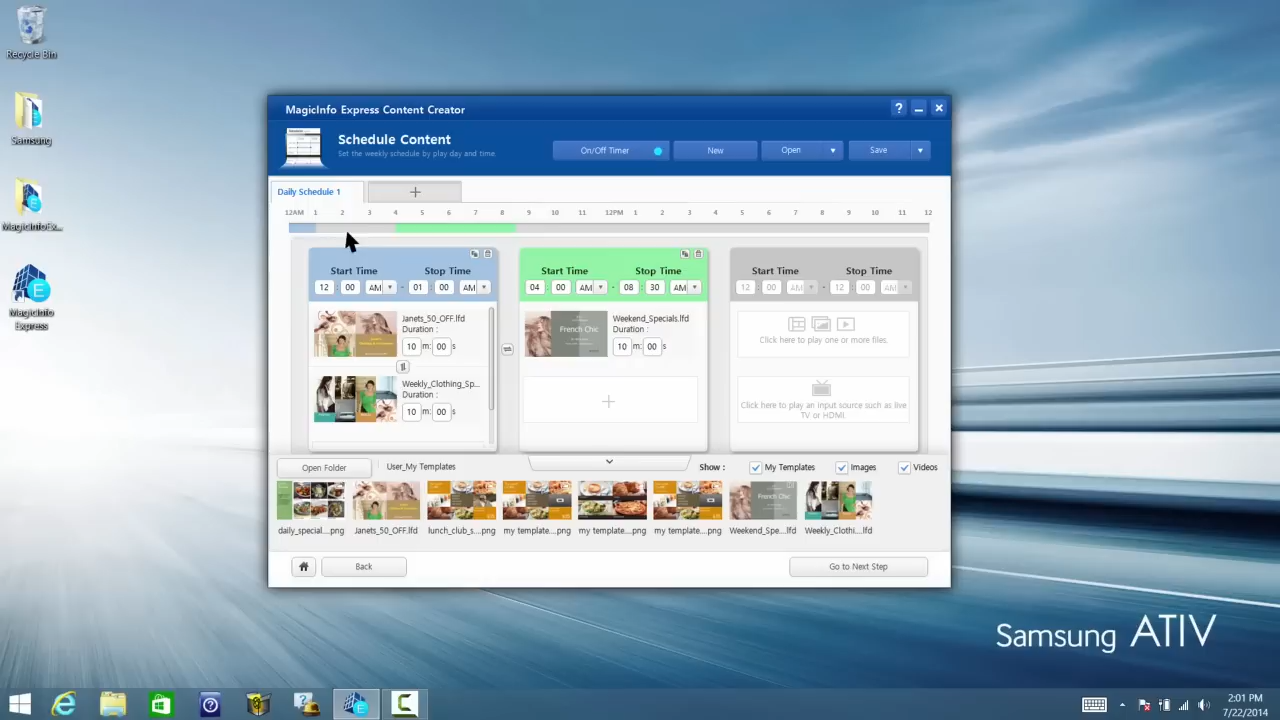 Recycle Bin
Samsung
MagicInfoEx...
MagicInfo
Express
MagicInfo Express Content Creator
?
Schedule Content
Set the weekly schedule by play day and time.
On/Off Timer
New
Open
Save
Daily Schedule 1
+
12AM 1 2 3 4 5 6 7 8 9 10 11 12PM 1 2 3 4 5 6 7 8 9 10 11 12
Start Time Stop Time
12 : 00 AM - 01 : 00 AM
Janets_50_OFF.lfd
Duration :
10 m: 00 s
Weekly_Clothing_Sp...
Duration :
10 m: 00 s
Start Time Stop Time
04 : 00 AM - 08 : 30 AM
French Chic
Weekend_Specials.lfd
Duration :
10 m: 00 s
+
Start Time Stop Time
12 : 00 AM - 12 : 00 AM
Click here to play one or more files.
Click here to play an input source such as live
TV or HDMI.
Open Folder
User_My Templates
Show :
My Templates
Images
Videos
French Chic
daily_special....png
Janets_50_OFF.lfd
lunch_club_s....png
my template....png
my template....png
my template....png
Weekend_Spe....lfd
Weekly_Clothi....lfd
Back
Go to Next Step
Samsung ATIV
2:01 PM
7/22/2014